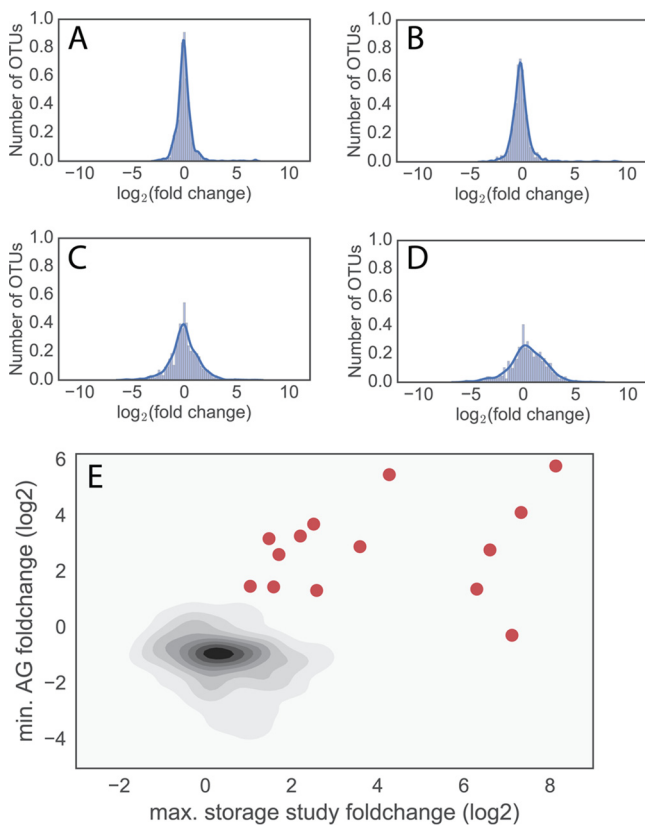 A
Number of OTUs
1.0
0.8
0.6
0.4
0.2
0.0
−10 −5 0 5 10
log2(fold change)
B
Number of OTUs
1.0
0.8
0.6
0.4
0.2
0.0
−10 −5 0 5 10
log2(fold change)
C
Number of OTUs
1.0
0.8
0.6
0.4
0.2
0.0
−10 −5 0 5 10
log2(fold change)
D
Number of OTUs
1.0
0.8
0.6
0.4
0.2
0.0
−10 −5 0 5 10
log2(fold change)
E
min. AG foldchange (log2)
6
4
2
0
−2
−4
−2 0 2 4 6 8
max. storage study foldchange (log2)